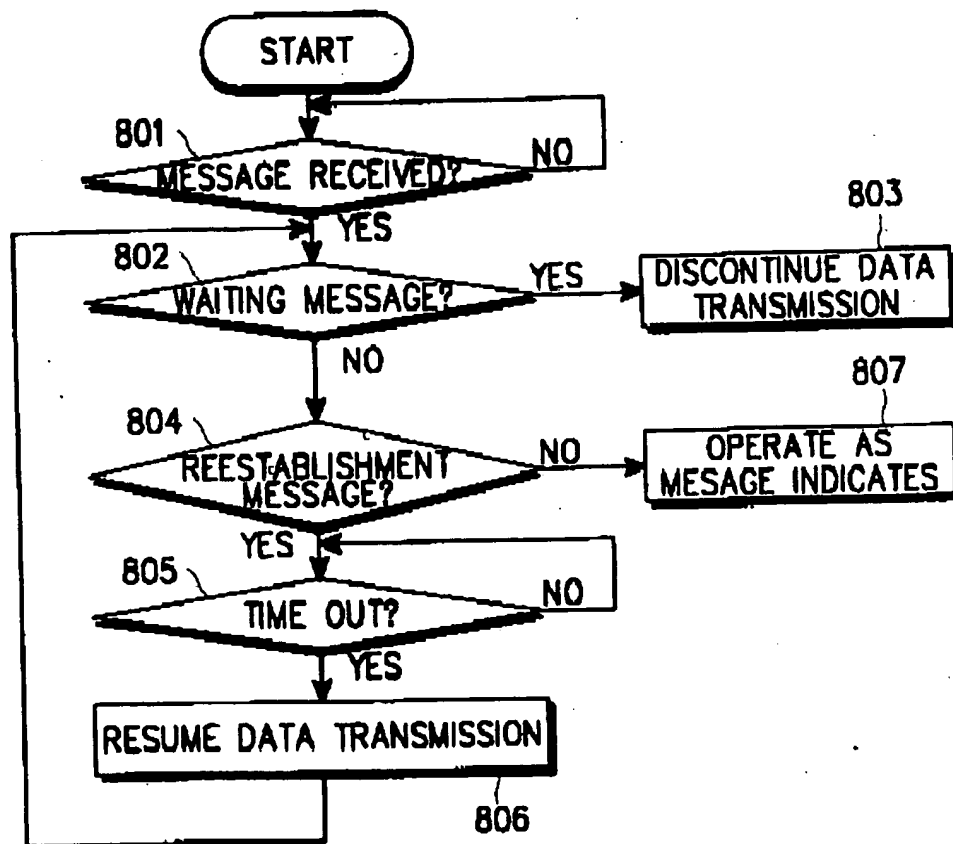 START
801
MESSAGE RECEIVED?
NO
YES
802
WAITING MESSAGE?
YES
803
DISCONTINUE DATA
TRANSMISSION
NO
804
REESTABLISHMENT
MESSAGE?
NO
807
OPERATE AS
MESAGE INDICATES
YES
805
TIME OUT?
NO
YES
RESUME DATA TRANSMISSION
806